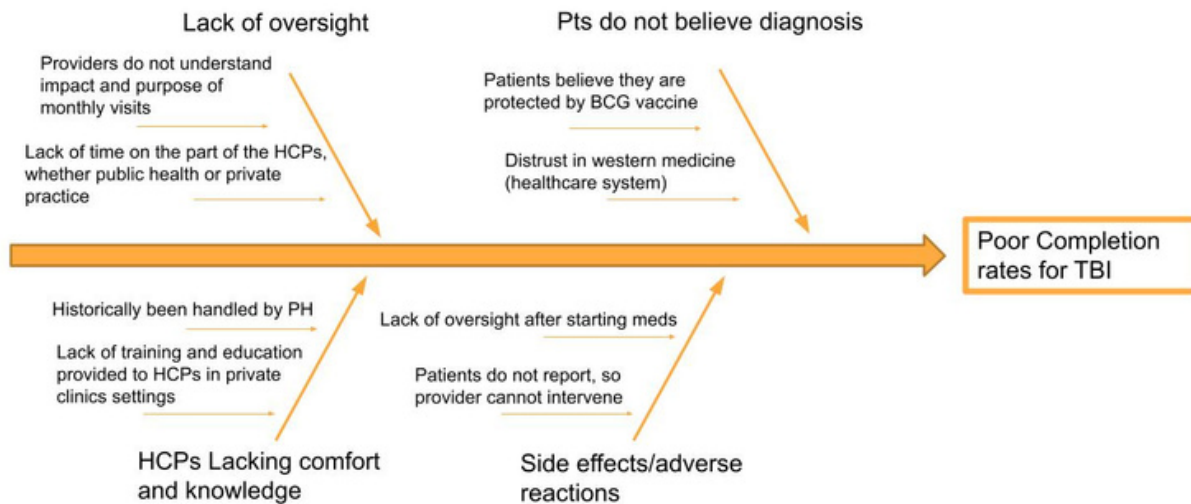 Lack of oversight
Pts do not believe diagnosis
Providers do not understand
impact and purpose of
monthly visits
Patients believe they are
protected by BCG vaccine
Lack of time on the part of the HCPs,
whether public health or private
practice
Distrust in western medicine
(healthcare system)
Poor Completion
rates for TBI
Historically been handled by PH
Lack of oversight after starting meds
Lack of training and education
provided to HCPs in private
clinics settings
Patients do not report, so
provider cannot intervene
HCPs Lacking comfort
and knowledge
Side effects/adverse
reactions